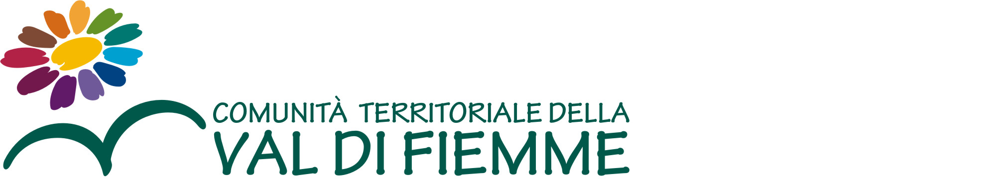 COMUNITÀ TERRITORIALE DELLA
VAL DI FIEMME